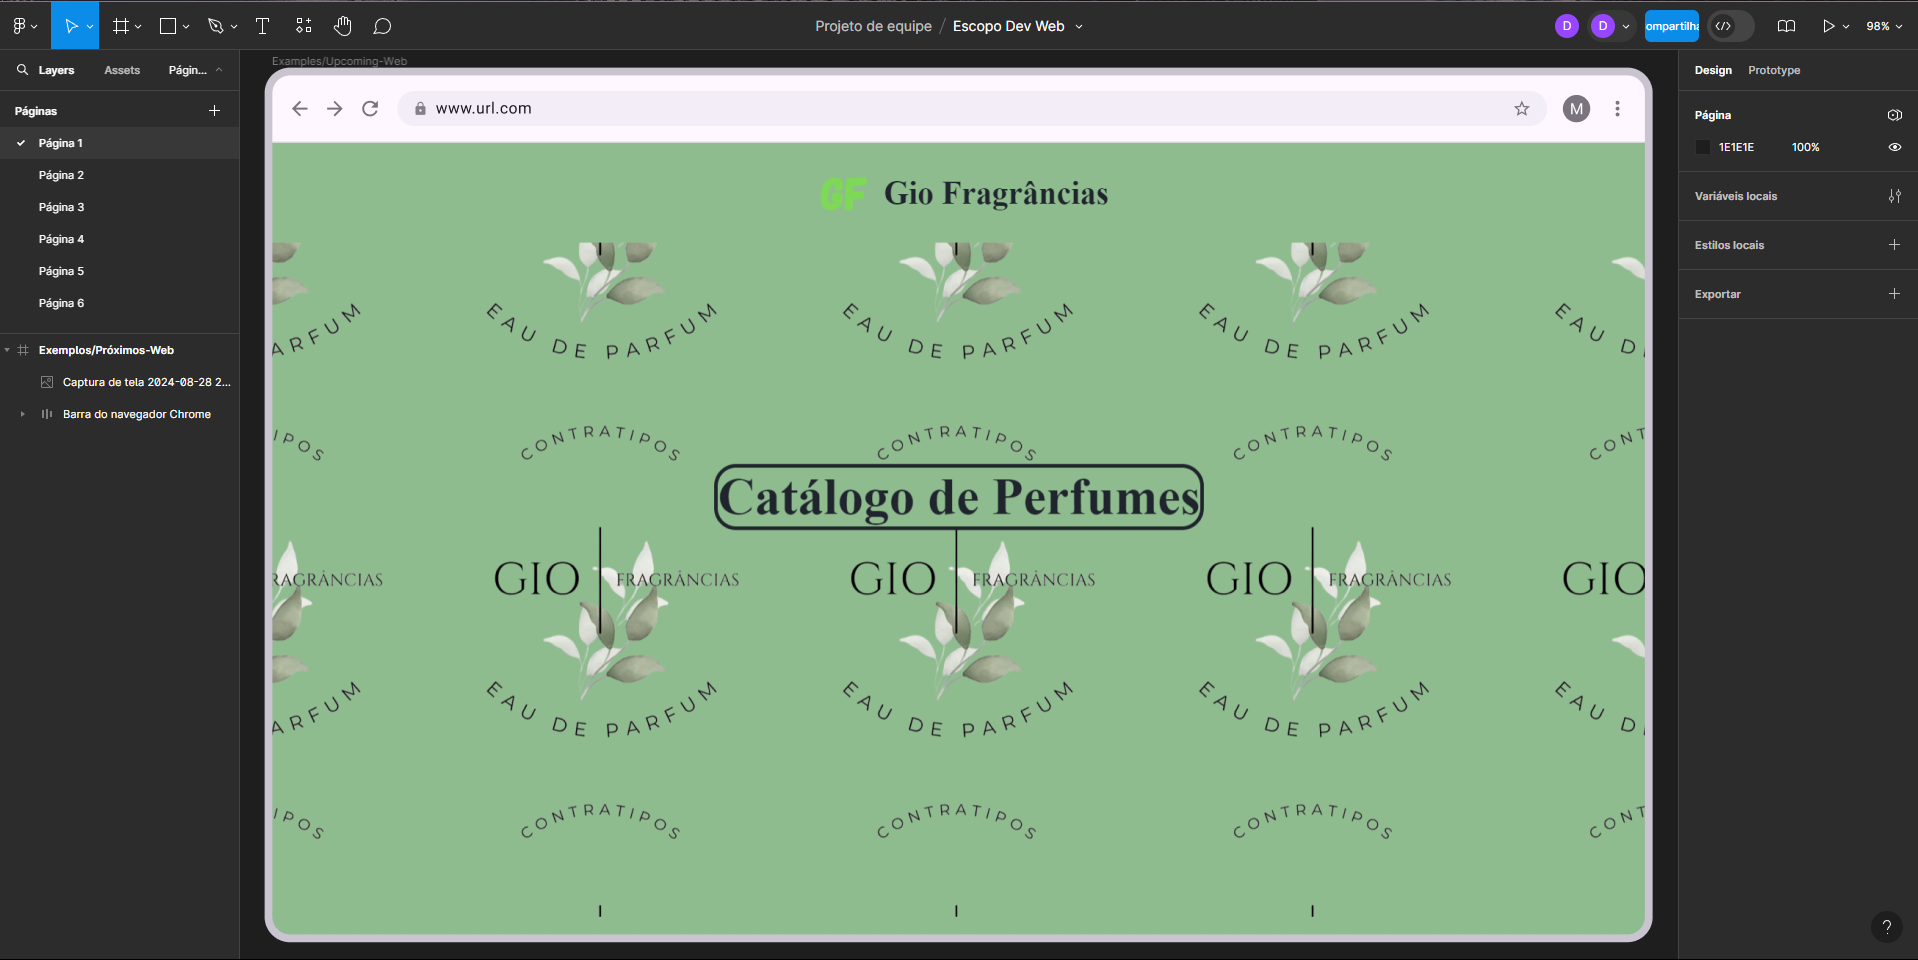 Projeto de equipe / Escopo Dev Web
D
D
ompartilha
98%
Layers
Assets
Págin...
Páginas
Página 1
Página 2
Página 3
Página 4
Página 5
Página 6
Exemplos/Próximos-Web
Captura de tela 2024-08-28 2...
Barra do navegador Chrome
Examples/Upcoming-Web
www.url.com
M
GF Gio Fragrâncias
ARFUM
EAU DE PARFUM
EAU DE PARFUM
EAU DE PARFUM
EAU D
IPOS
CONTRATIPOS
CONTRATIPOS
CONTRATIPOS
CONT
Catálogo de Perfumes
RAGRÂNCIAS
GIO FRAGRÂNCIAS
GIO FRAGRÂNCIAS
GIO FRAGRÂNCIAS
GIO
ARFUM
EAU DE PARFUM
EAU DE PARFUM
EAU DE PARFUM
EAU D
IPOS
CONTRATIPOS
CONTRATIPOS
CONTRATIPOS
CONT
Design
Prototype
Página
1E1E1E
100%
Variáveis locais
Estilos locais
Exportar
?